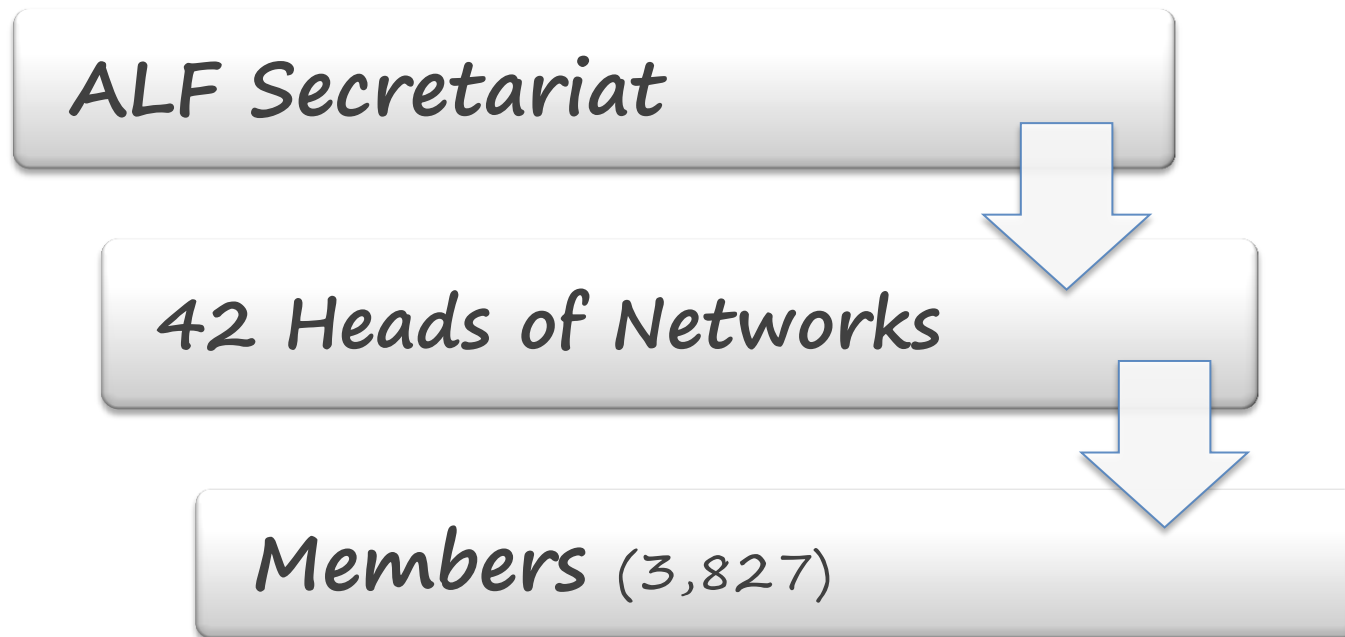 ALF Secretariat
42 Heads of Networks
Members (3,827)